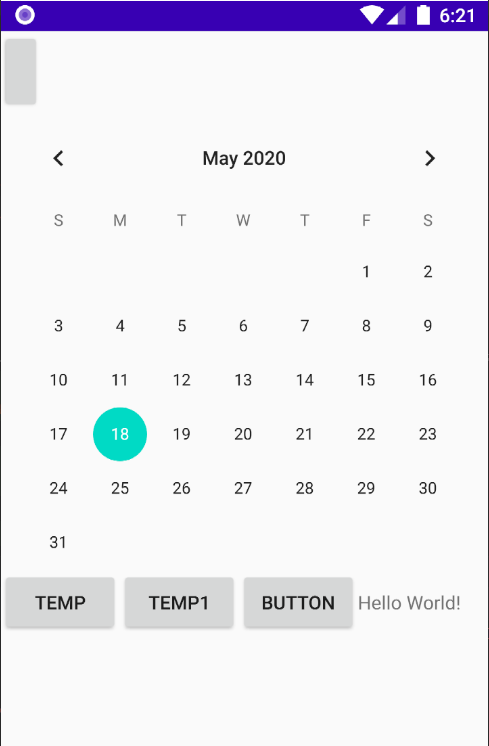 6:21
May 2020
S M T W T F S
1 2
3 4 5 6 7 8 9
10 11 12 13 14 15 16
17 18 19 20 21 22 23
24 25 26 27 28 29 30
31
TEMP TEMP1 BUTTON Hello World!